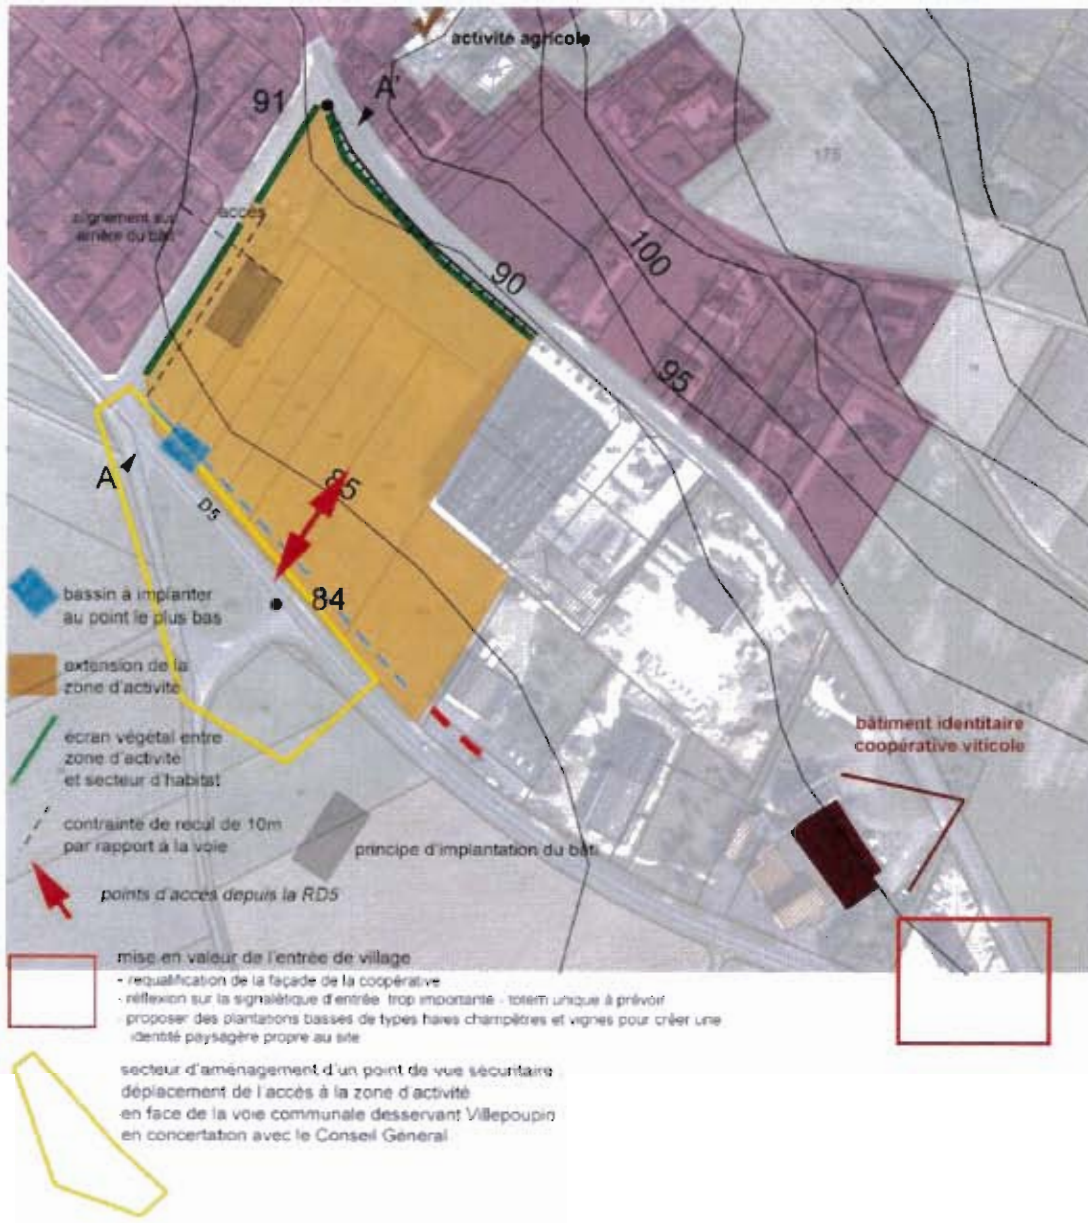 activité agricole
A'
91
175
accès
alignement sur
arrière du bâti
100
90
95
85
A
D5
84
bassin à implanter
au point le plus bas
extension de la
zone d'activité
écran végétal entre
zone d'activité
et secteur d'habitat
bâtiment identitaire
coopérative viticole
contrainte de recul de 10m
par rapport à la voie
principe d'implantation du bâti
points d'accès depuis la RD5
mise en valeur de l'entrée de village
- requalification de la façade de la coopérative
- réflexion sur la signalétique d'entrée trop importante - totem unique à prévoir
- proposer des plantations basses de types haies champêtres et vignes pour créer une
identité paysagère propre au site
secteur d'aménagement d'un point de vue sécuritaire
déplacement de l'accès à la zone d'activité
en face de la voie communale desservant Villepoupin
en concertation avec le Conseil Général